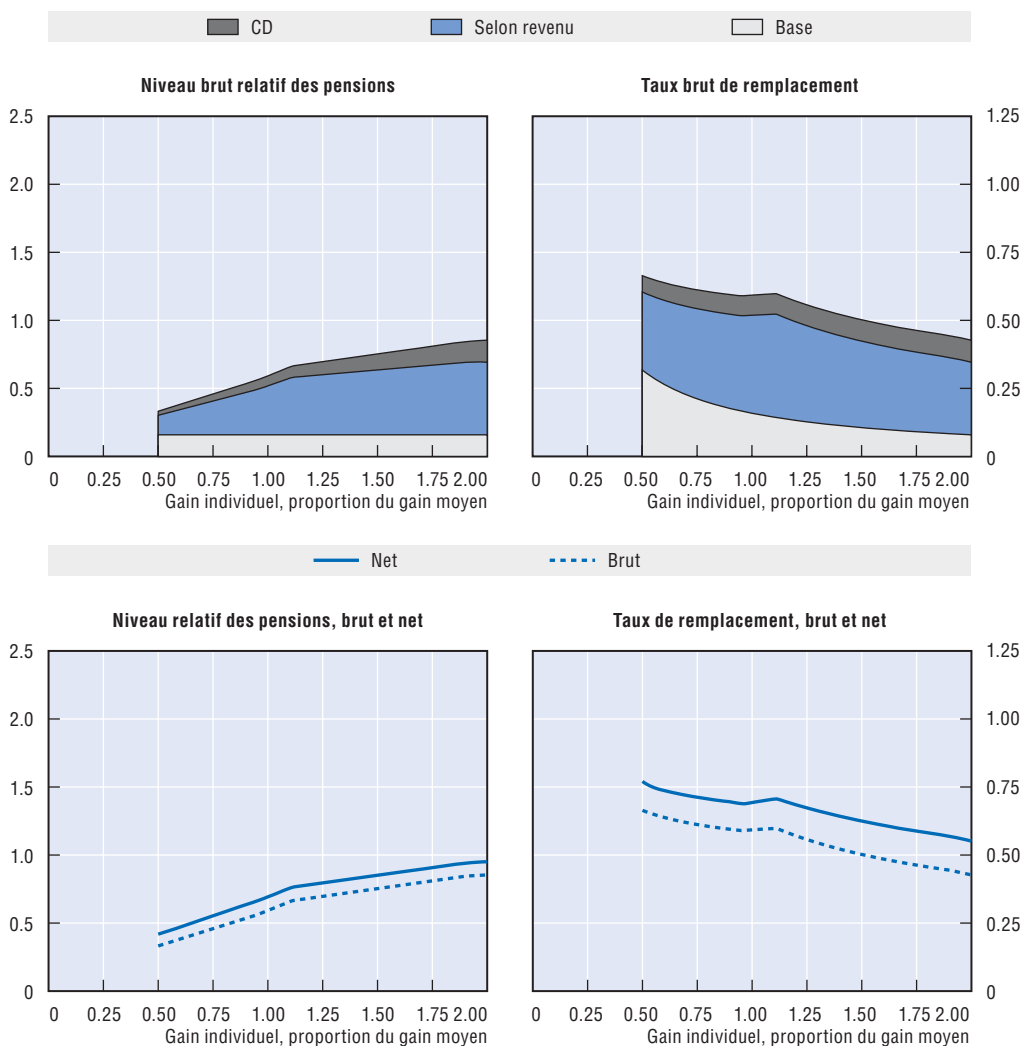 CD Selon revenu Base
Niveau brut relatif des pensions
2.5
2.0
1.5
1.0
0.5
0
0 0.25 0.50 0.75 1.00 1.25 1.50 1.75 2.00
Gain individuel, proportion du gain moyen
Taux brut de remplacement
1.25
1.00
0.75
0.50
0.25
0
0 0.25 0.50 0.75 1.00 1.25 1.50 1.75 2.00
Gain individuel, proportion du gain moyen
Net Brut
Niveau relatif des pensions, brut et net
2.5
2.0
1.5
1.0
0.5
0
0 0.25 0.50 0.75 1.00 1.25 1.50 1.75 2.00
Gain individuel, proportion du gain moyen
Taux de remplacement, brut et net
1.25
1.00
0.75
0.50
0.25
0
0 0.25 0.50 0.75 1.00 1.25 1.50 1.75 2.00
Gain individuel, proportion du gain moyen